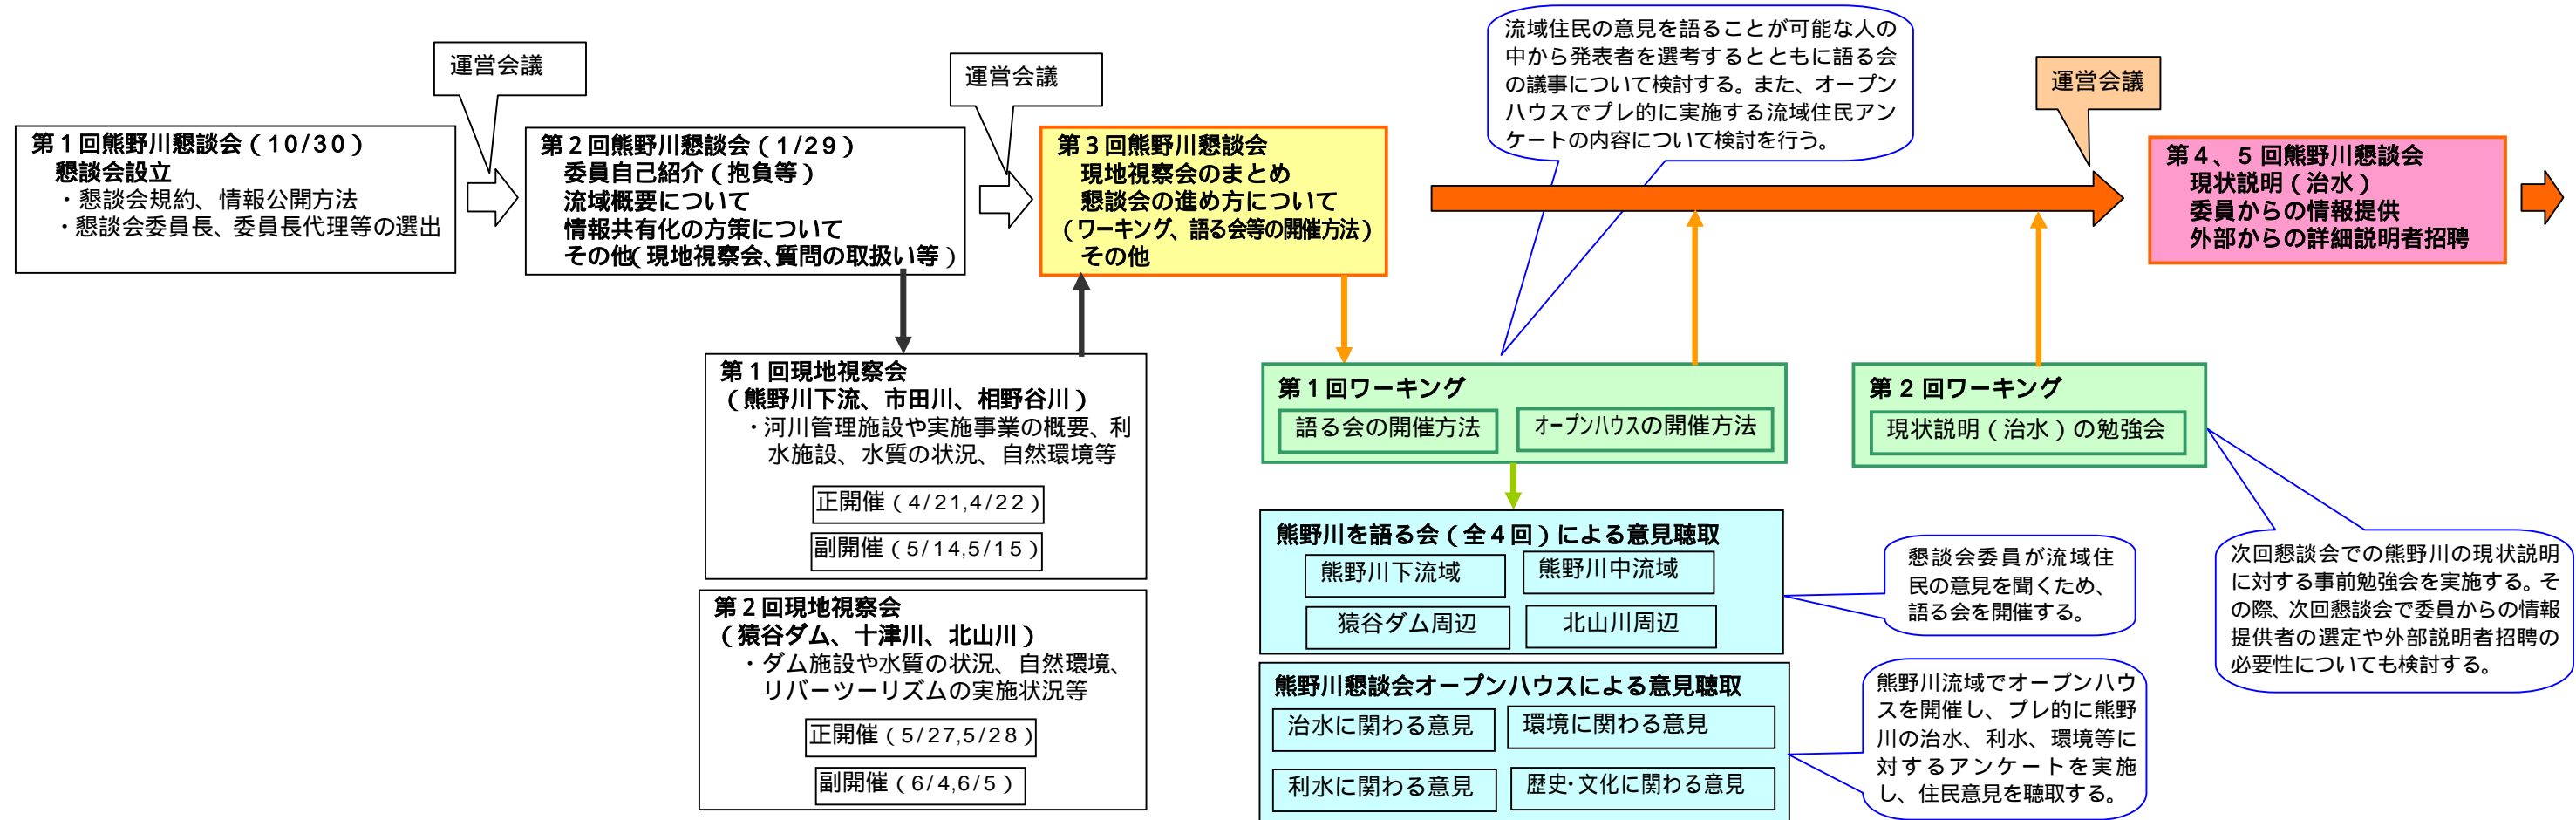 運営会議
第1回熊野川懇談会(10/30)
懇談会設立
・懇談会規約、情報公開方法
・懇談会委員長、委員長代理等の選出
第2回熊野川懇談会(1/29)
委員自己紹介(抱負等)
流域概要について
情報共有化の方策について
その他(現地視察会、質問の取扱い等)
運営会議
第3回熊野川懇談会
現地視察会のまとめ
懇談会の進め方について
(ワーキング、語る会等の開催方法)
その他
流域住民の意見を語ることが可能な人の
中から発表者を選考するとともに語る会
の議事について検討する。また、オープン
ハウスでプレ的に実施する流域住民アン
ケートの内容について検討を行う。
運営会議
第4、5回熊野川懇談会
現状説明(治水)
委員からの情報提供
外部からの詳細説明者招聘
第1回現地視察会
(熊野川下流、市田川、相野谷川)
・河川管理施設や実施事業の概要、利
水施設、水質の状況、自然環境等
正開催(4/21,4/22)
副開催(5/14,5/15)
第2回現地視察会
(猿谷ダム、十津川、北山川)
・ダム施設や水質の状況、自然環境、
リバーツーリズムの実施状況等
正開催(5/27,5/28)
副開催(6/4,6/5)
第1回ワーキング
語る会の開催方法
オープンハウスの開催方法
第2回ワーキング
現状説明(治水)の勉強会
熊野川を語る会(全4回)による意見聴取
熊野川下流域
熊野川中流域
猿谷ダム周辺
北山川周辺
懇談会委員が流域住
民の意見を聞くため、
語る会を開催する。
次回懇談会での熊野川の現状説明
に対する事前勉強会を実施する。そ
の際、次回懇談会で委員からの情報
提供者の選定や外部説明者招聘の
必要性についても検討する。
熊野川懇談会オープンハウスによる意見聴取
治水に関わる意見
環境に関わる意見
利水に関わる意見
歴史・文化に関わる意見
熊野川流域でオープンハウ
スを開催し、プレ的に熊野
川の治水、利水、環境等に
対するアンケートを実施
し、住民意見を聴取する。